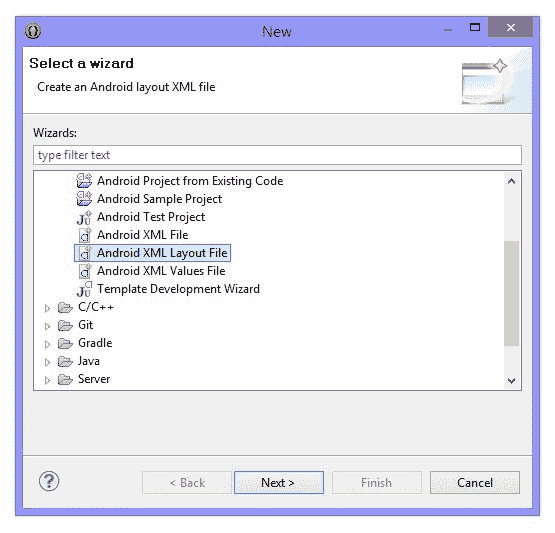 New
Select a wizard
Create an Android layout XML file
Wizards:
type filter text
Android Project from Existing Code
Android Sample Project
Android Test Project
Android XML File
Android XML Layout File
Android XML Values File
Template Development Wizard
C/C++
Git
Gradle
Java
Server
< Back Next > Finish Cancel